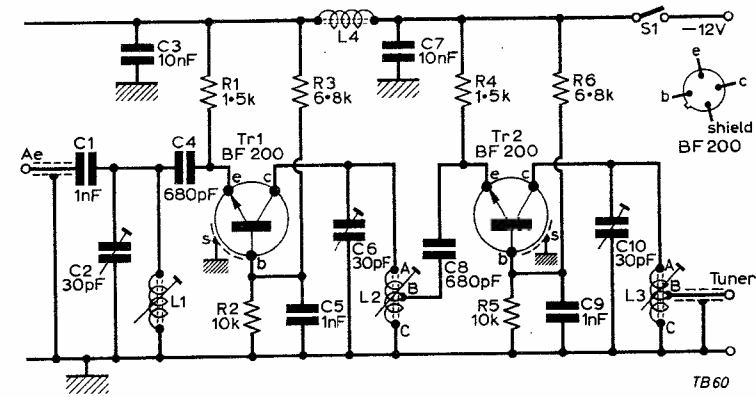 S1
−12V
L4
C3
10nF
C7
10nF
R1
1·5k
R3
6·8k
R4
1·5k
R6
6·8k
e
c
b
shield
BF 200
Ae
C1
1nF
C4
680pF
Tr1
BF 200
e
c
s
b
Tr2
BF 200
e
c
s
b
C2
30pF
L1
R2
10k
C5
1nF
C6
30pF
A
L2
B
C
C8
680pF
R5
10k
C9
1nF
C10
30pF
A
L3
B
C
Tuner
TB60